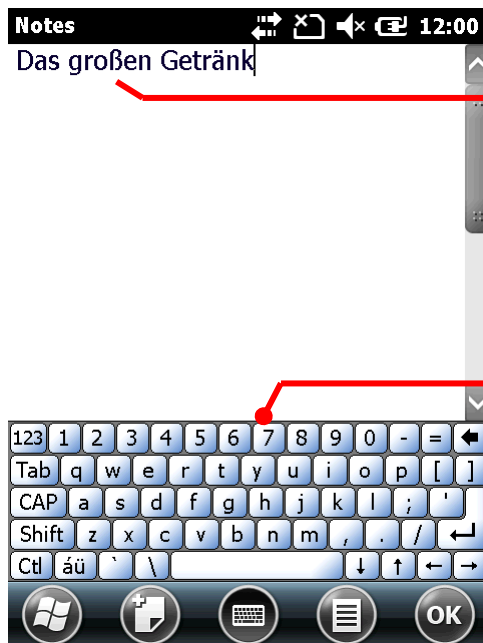 Notes 12:00
Das großen Getränk
123 1 2 3 4 5 6 7 8 9 0 - =
Tab q w e r t y u i o p [ ]
CAP a s d f g h j k l ; '
Shift z x c v b n m , . /
Ctl áü ` \
OK